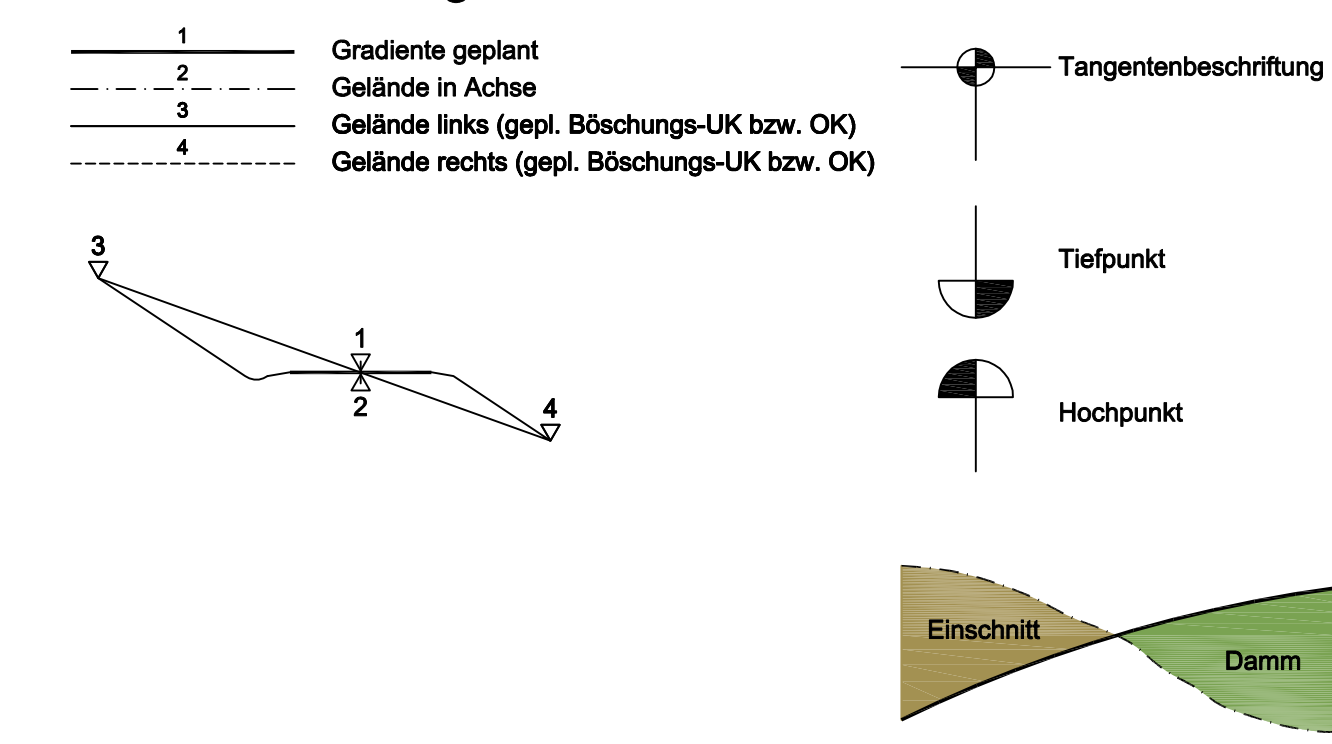 1
Gradiente geplant
2
Gelände in Achse
3
Gelände links (gepl. Böschungs-UK bzw. OK)
4
Gelände rechts (gepl. Böschungs-UK bzw. OK)
3
1
2
4
Tangentenbeschriftung
Tiefpunkt
Hochpunkt
Einschnitt
Damm